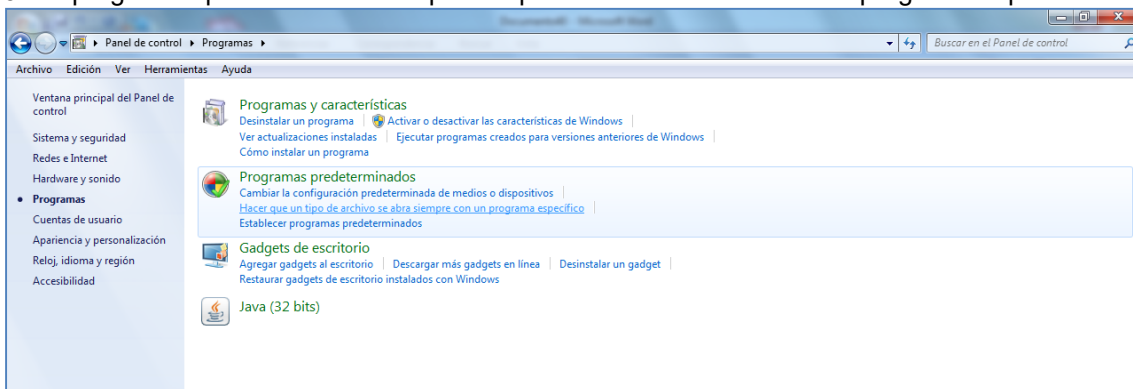 Panel de control ▸ Programas ▸
Buscar en el Panel de control
Archivo Edición Ver Herramientas Ayuda
Ventana principal del Panel de
control
Sistema y seguridad
Redes e Internet
Hardware y sonido
Programas
Cuentas de usuario
Apariencia y personalización
Reloj, idioma y región
Accesibilidad
Programas y características
Desinstalar un programa
Activar o desactivar las características de Windows
Ver actualizaciones instaladas
Ejecutar programas creados para versiones anteriores de Windows
Cómo instalar un programa
Programas predeterminados
Cambiar la configuración predeterminada de medios o dispositivos
Hacer que un tipo de archivo se abra siempre con un programa específico
Establecer programas predeterminados
Gadgets de escritorio
Agregar gadgets al escritorio
Descargar más gadgets en línea
Desinstalar un gadget
Restaurar gadgets de escritorio instalados con Windows
Java (32 bits)